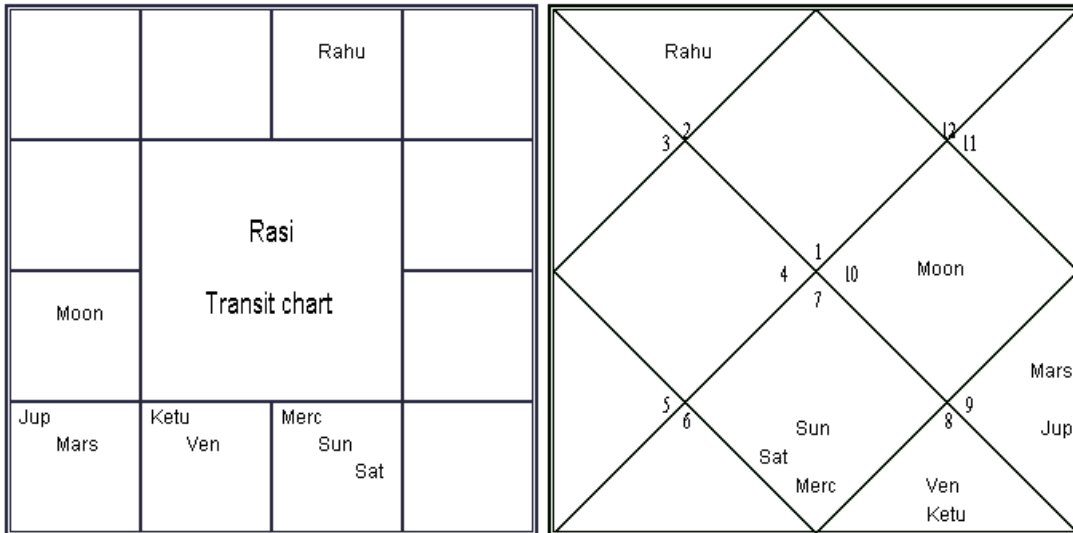 Rahu
Rasi
Transit chart
Moon
Jup
Mars
Ketu
Ven
Merc
Sun
Sat
Rahu
2
3
12
11
1
4
10
7
Moon
5
6
9
8
Mars
Jup
Sun
Sat
Merc
Ven
Ketu